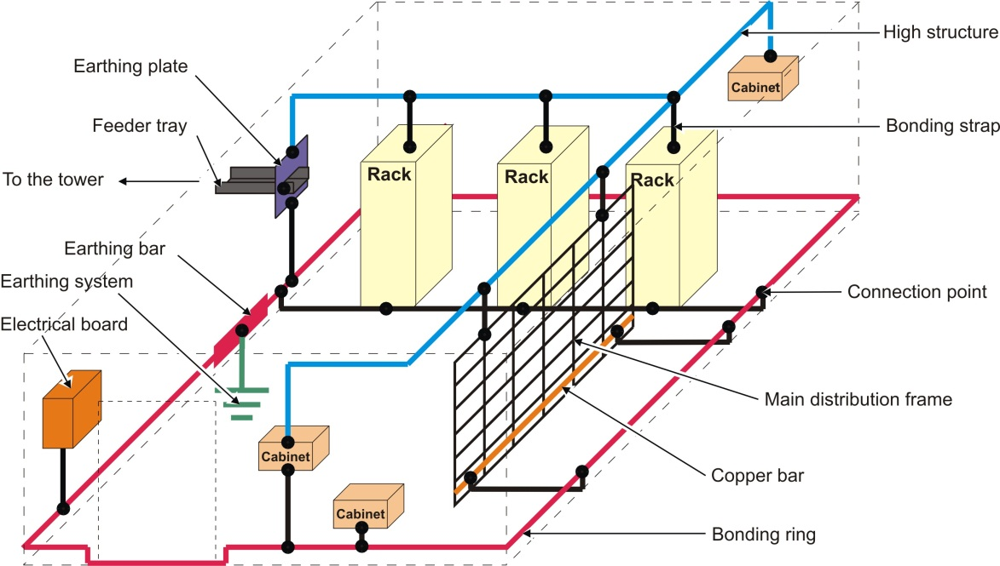 High structure
Earthing plate
Cabinet
Feeder tray
Bonding strap
Rack
Rack
Rack
To the tower
Earthing bar
Earthing system
Connection point
Electrical board
Main distribution frame
Cabinet
Copper bar
Cabinet
Bonding ring